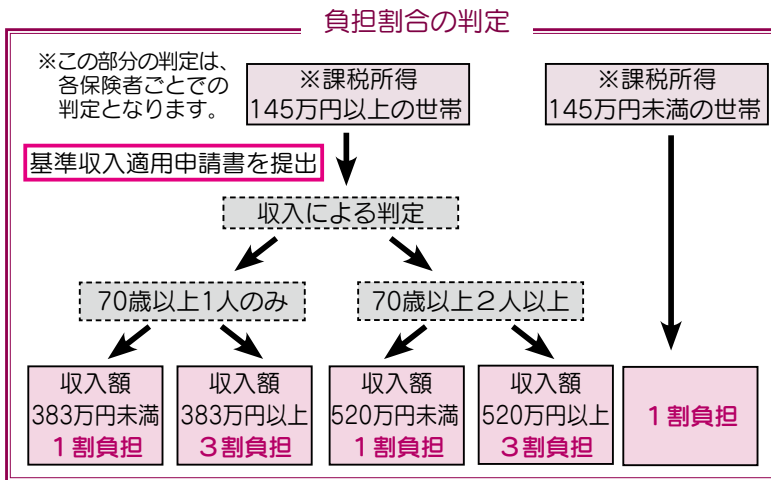 負担割合の判定
※この部分の判定は、
各保険者ごとでの
判定となります。
※課税所得
145万円以上の世帯
※課税所得
145万円未満の世帯
基準収入適用申請書を提出
収入による判定
70歳以上1人のみ
70歳以上２人以上
収入額
383万円未満
１割負担
収入額
383万円以上
３割負担
収入額
520万円未満
１割負担
収入額
520万円以上
３割負担
１割負担